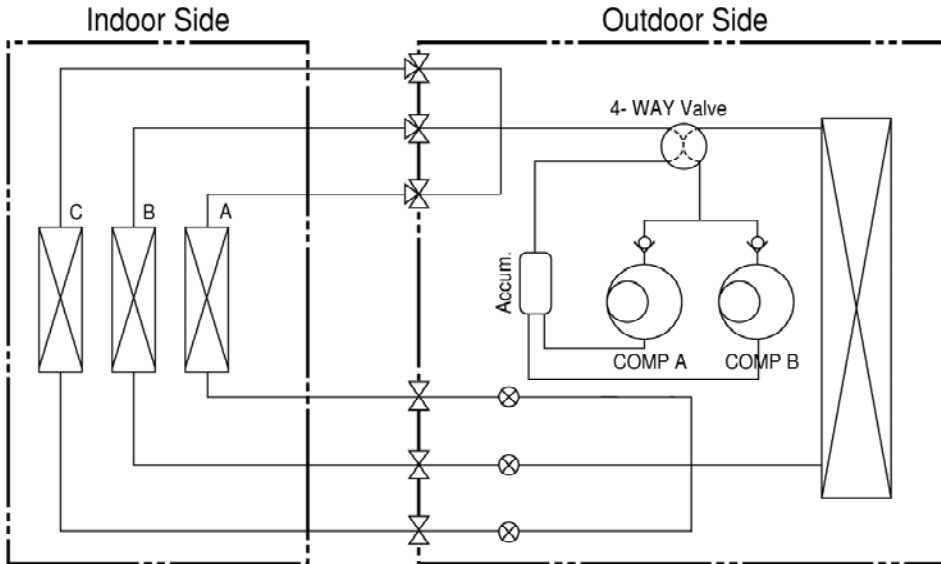 Indoor Side
Outdoor Side
4- WAY Valve
C
B
A
Accum.
COMP A
COMP B